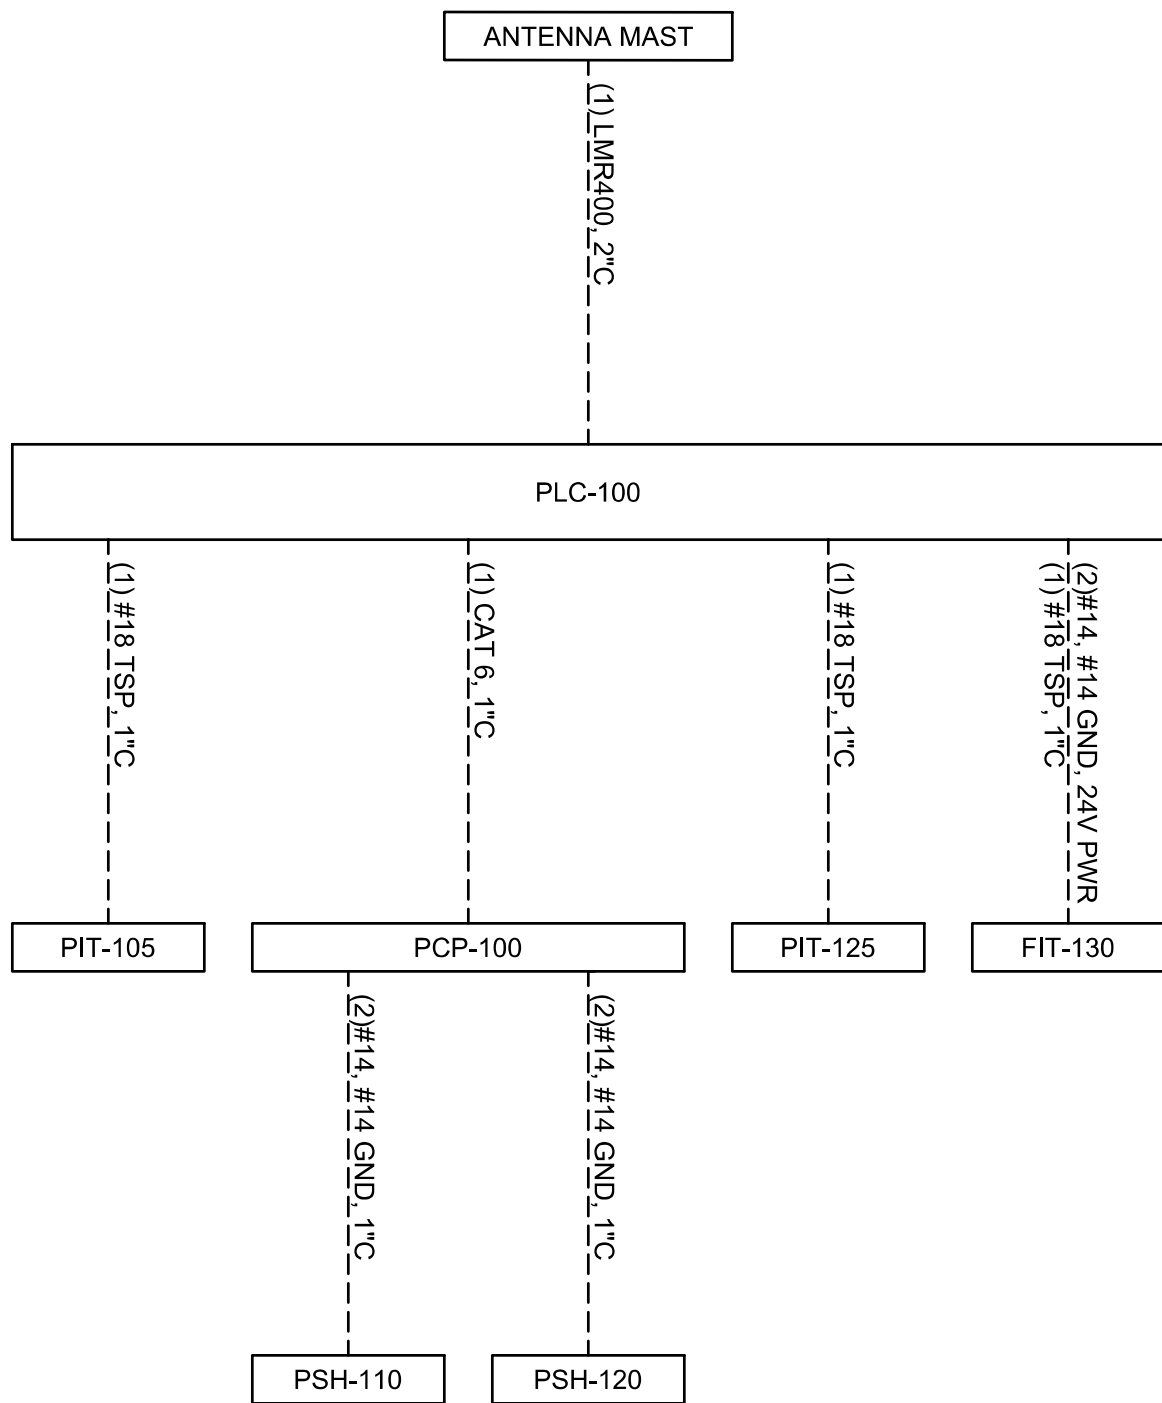 ANTENNA MAST
(1) LMR400, 2"C
PLC-100
(1) #18 TSP, 1"C
(1) CAT 6, 1"C
(1) #18 TSP, 1"C
(2)#14, #14 GND, 24V PWR
(1) #18 TSP, 1"C
PIT-105
PCP-100
PIT-125
FIT-130
(2)#14, #14 GND, 1"C
(2)#14, #14 GND, 1"C
PSH-110
PSH-120